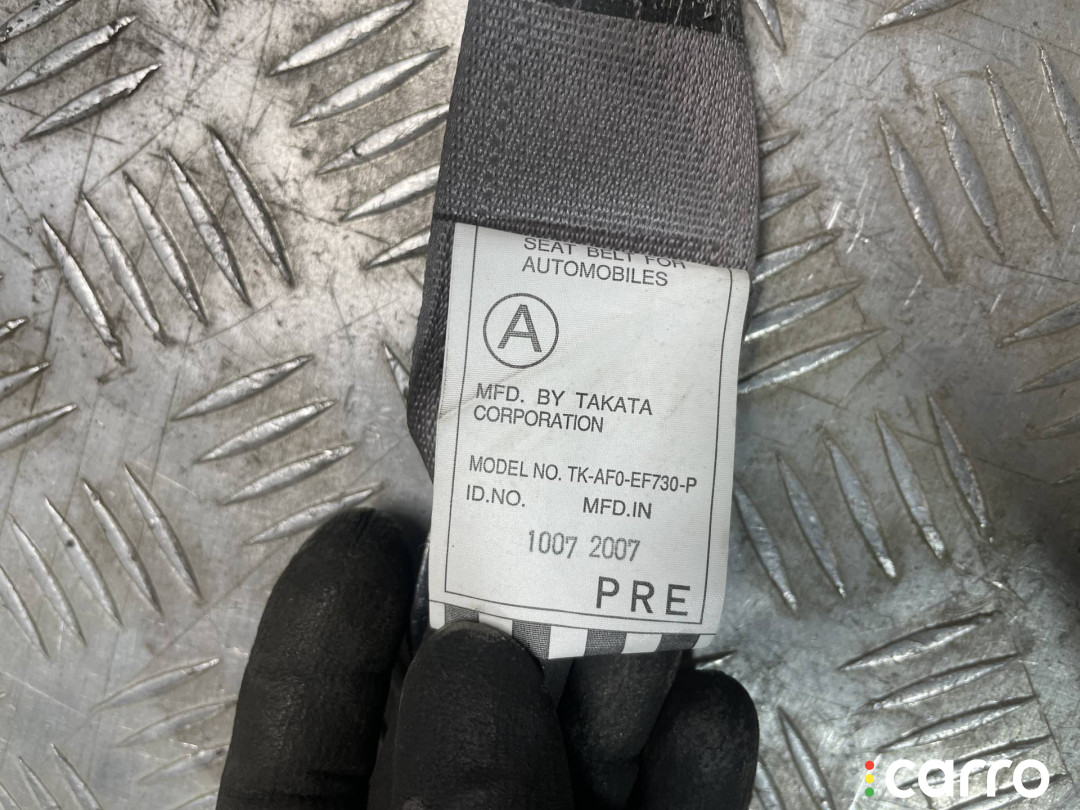 SEAT BELT FOR
AUTOMOBILES
A
MFD. BY TAKATA
CORPORATION
MODEL NO. TK-AF0-EF730-P
ID.NO. MFD.IN
1007 2007
PRE
carro